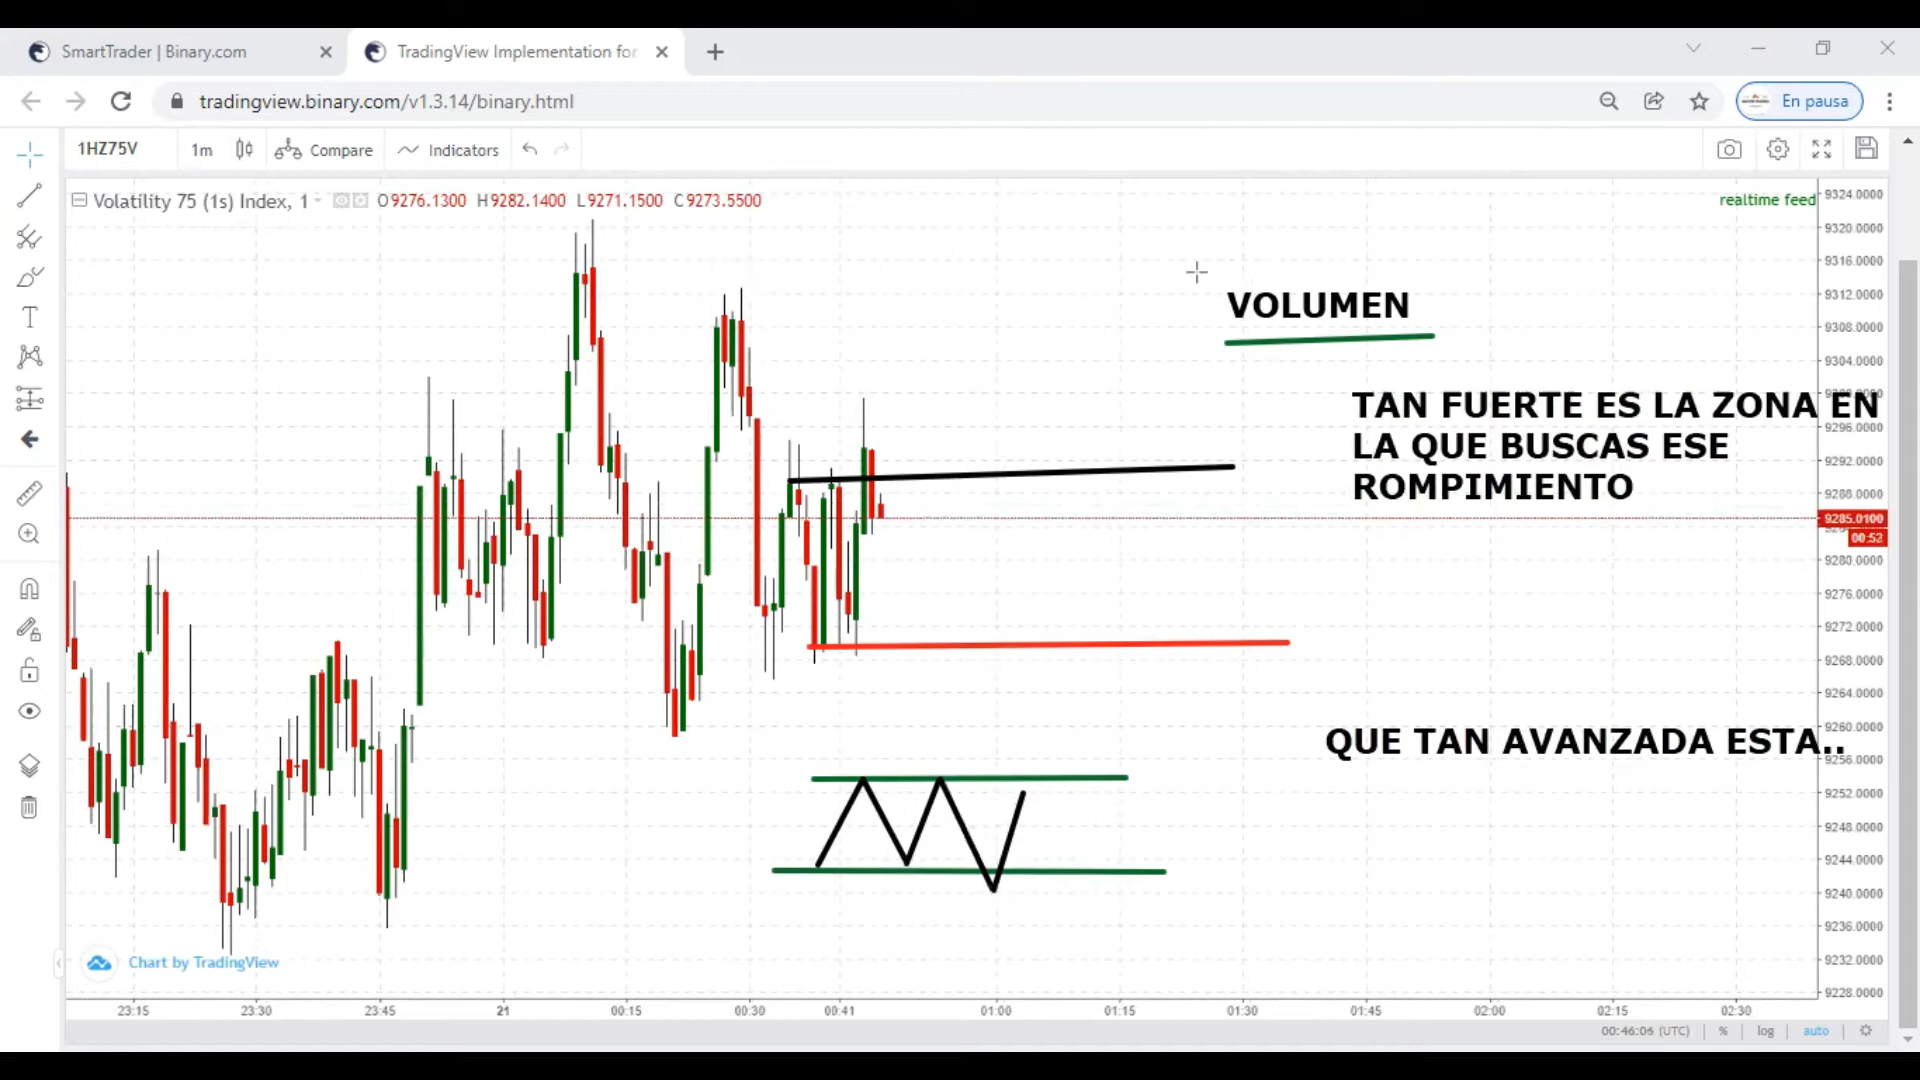 SmartTrader | Binary.com
TradingView Implementation for
tradingview.binary.com/v1.3.14/binary.html
En pausa
1HZ75V
1m
Compare
Indicators
Volatility 75 (1s) Index, 1
O9276.1300 H9282.1400 L9271.1500 C9273.5500
realtime feed
VOLUMEN
TAN FUERTE ES LA ZONA EN
LA QUE BUSCAS ESE
ROMPIMIENTO
QUE TAN AVANZADA ESTA..
9324.0000
9320.0000
9316.0000
9312.0000
9308.0000
9304.0000
9296.0000
9292.0000
9288.0000
9285.0100
00:52
9280.0000
9276.0000
9272.0000
9268.0000
9264.0000
9260.0000
9256.0000
9252.0000
9248.0000
9244.0000
9240.0000
9236.0000
9232.0000
9228.0000
Chart by TradingView
23:15 23:30 23:45 21 00:15 00:30 00:41 01:00 01:15 01:30 01:45 02:00 02:15 02:30
00:46:06 (UTC) % log auto